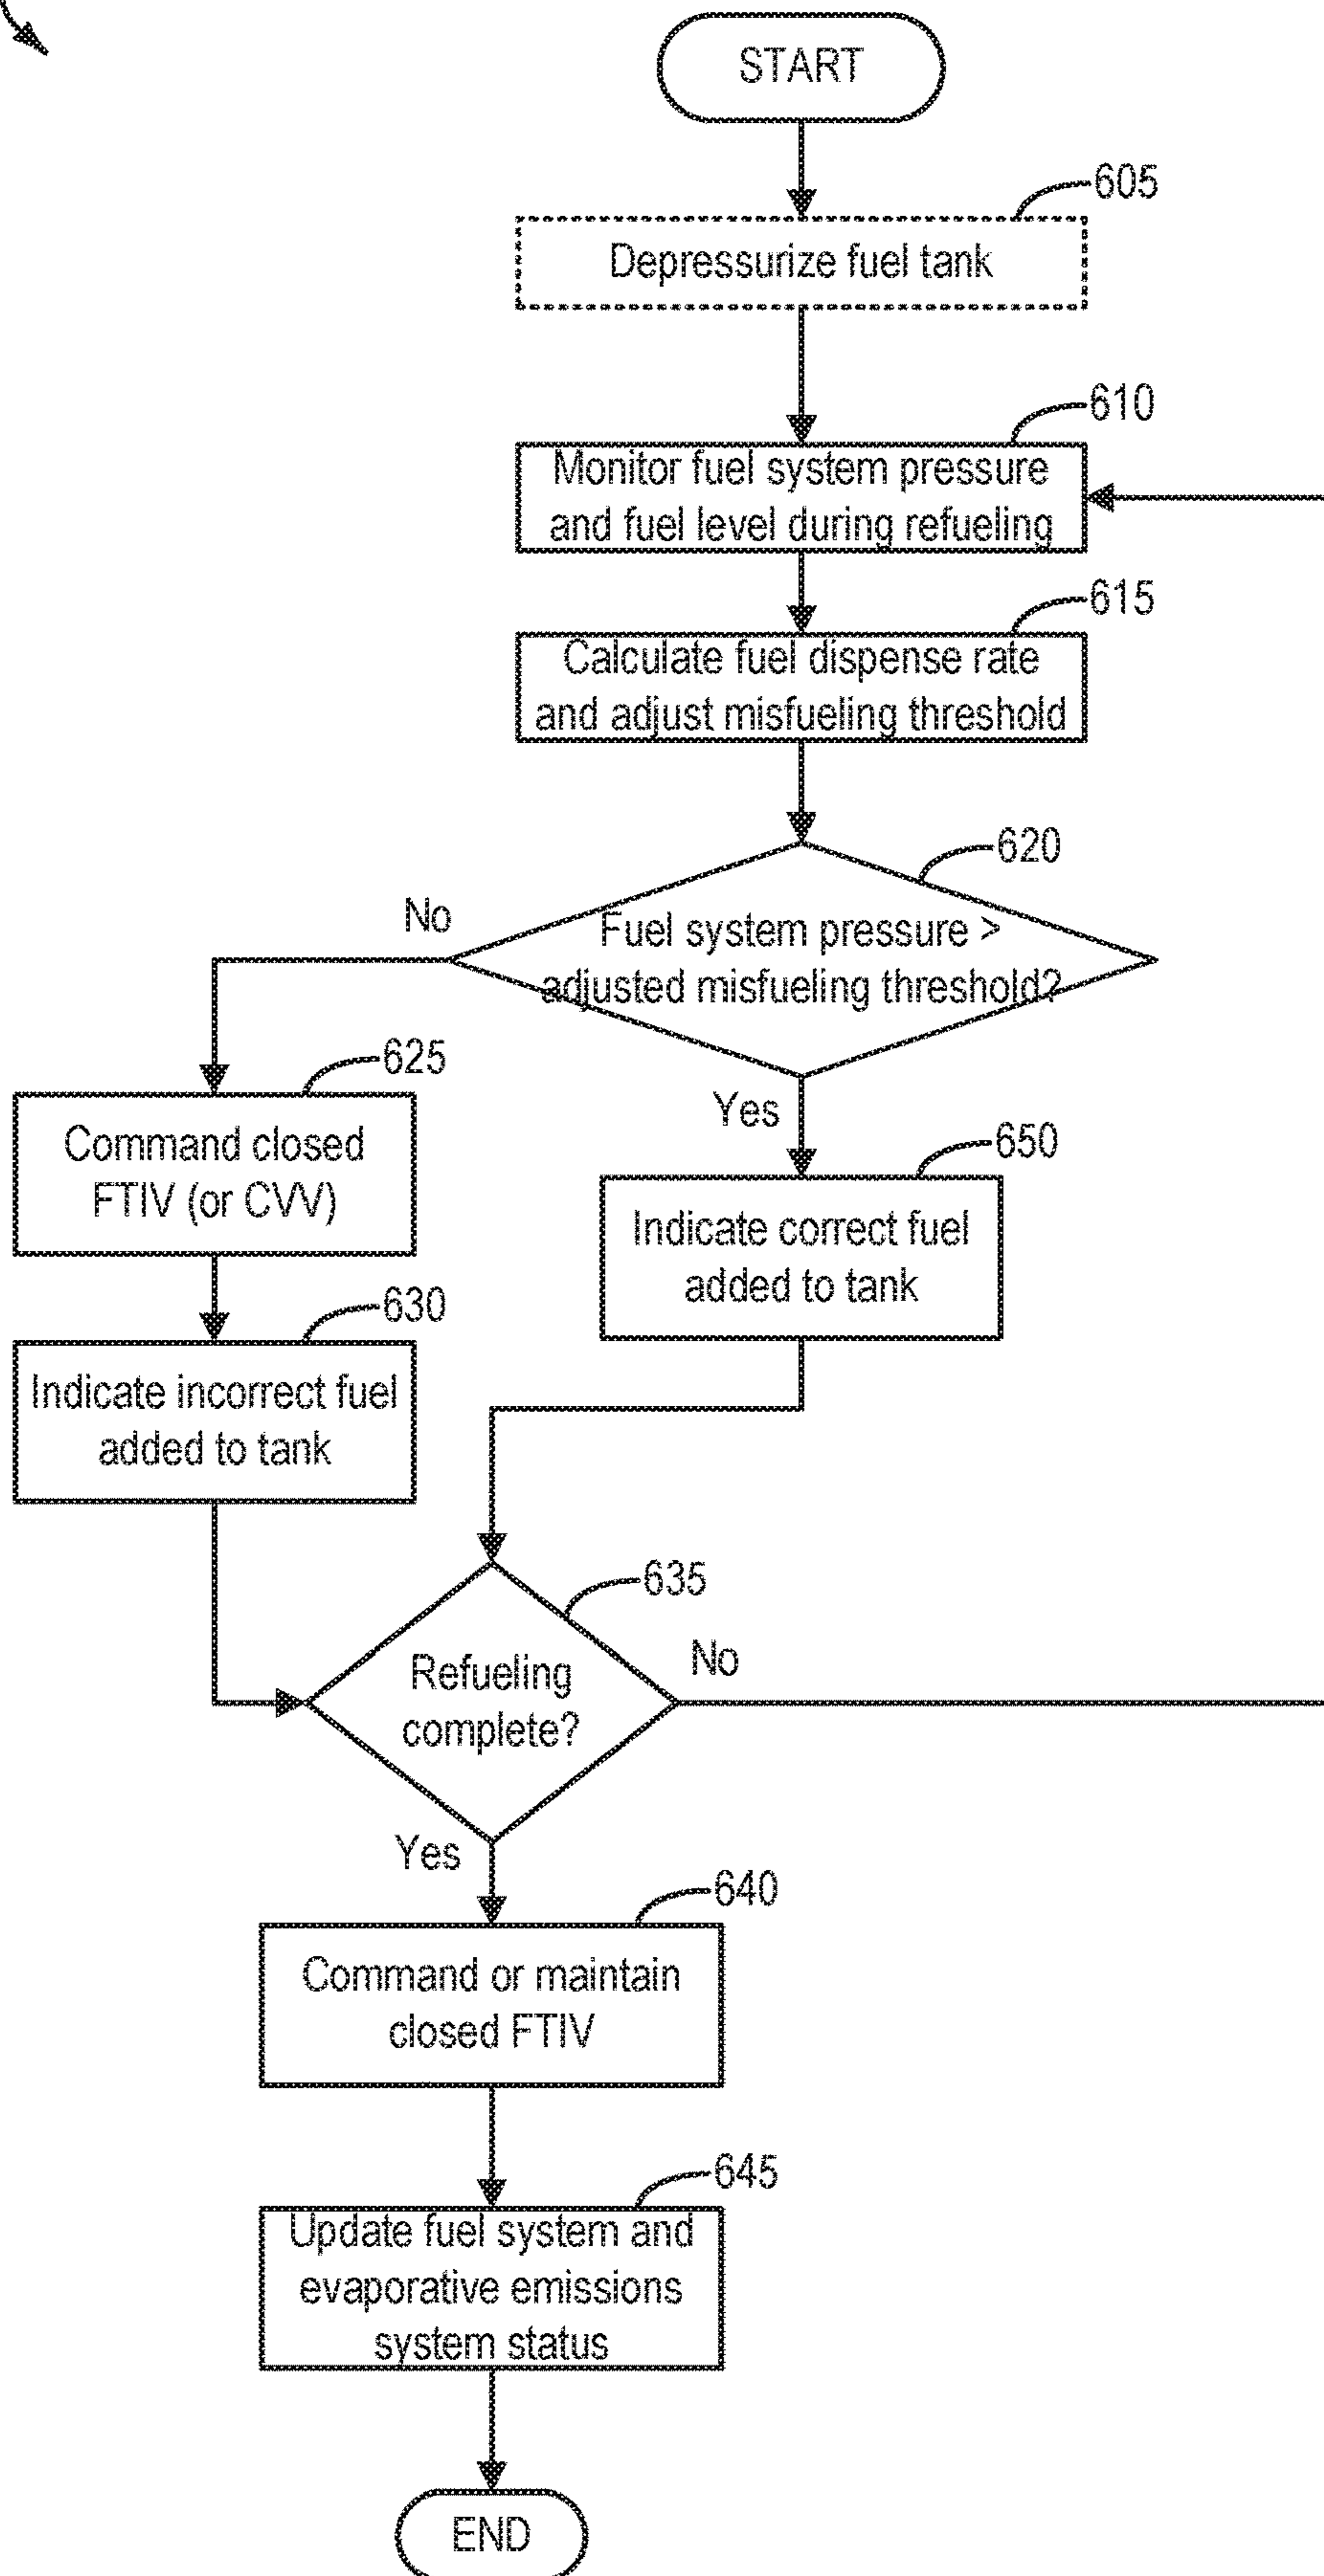 START
605
Depressurize fuel tank
610
Monitor fuel system pressure
and fuel level during refueling
615
Calculate fuel dispense rate
and adjust misfueling threshold
620
No
Fuel system pressure >
adjusted misfueling threshold?
625
Command closed
FTIV (or CVV)
Yes
650
Indicate correct fuel
added to tank
630
Indicate incorrect fuel
added to tank
635
No
Refueling
complete?
Yes
640
Command or maintain
closed FTIV
645
Update fuel system and
evaporative emissions
system status
END